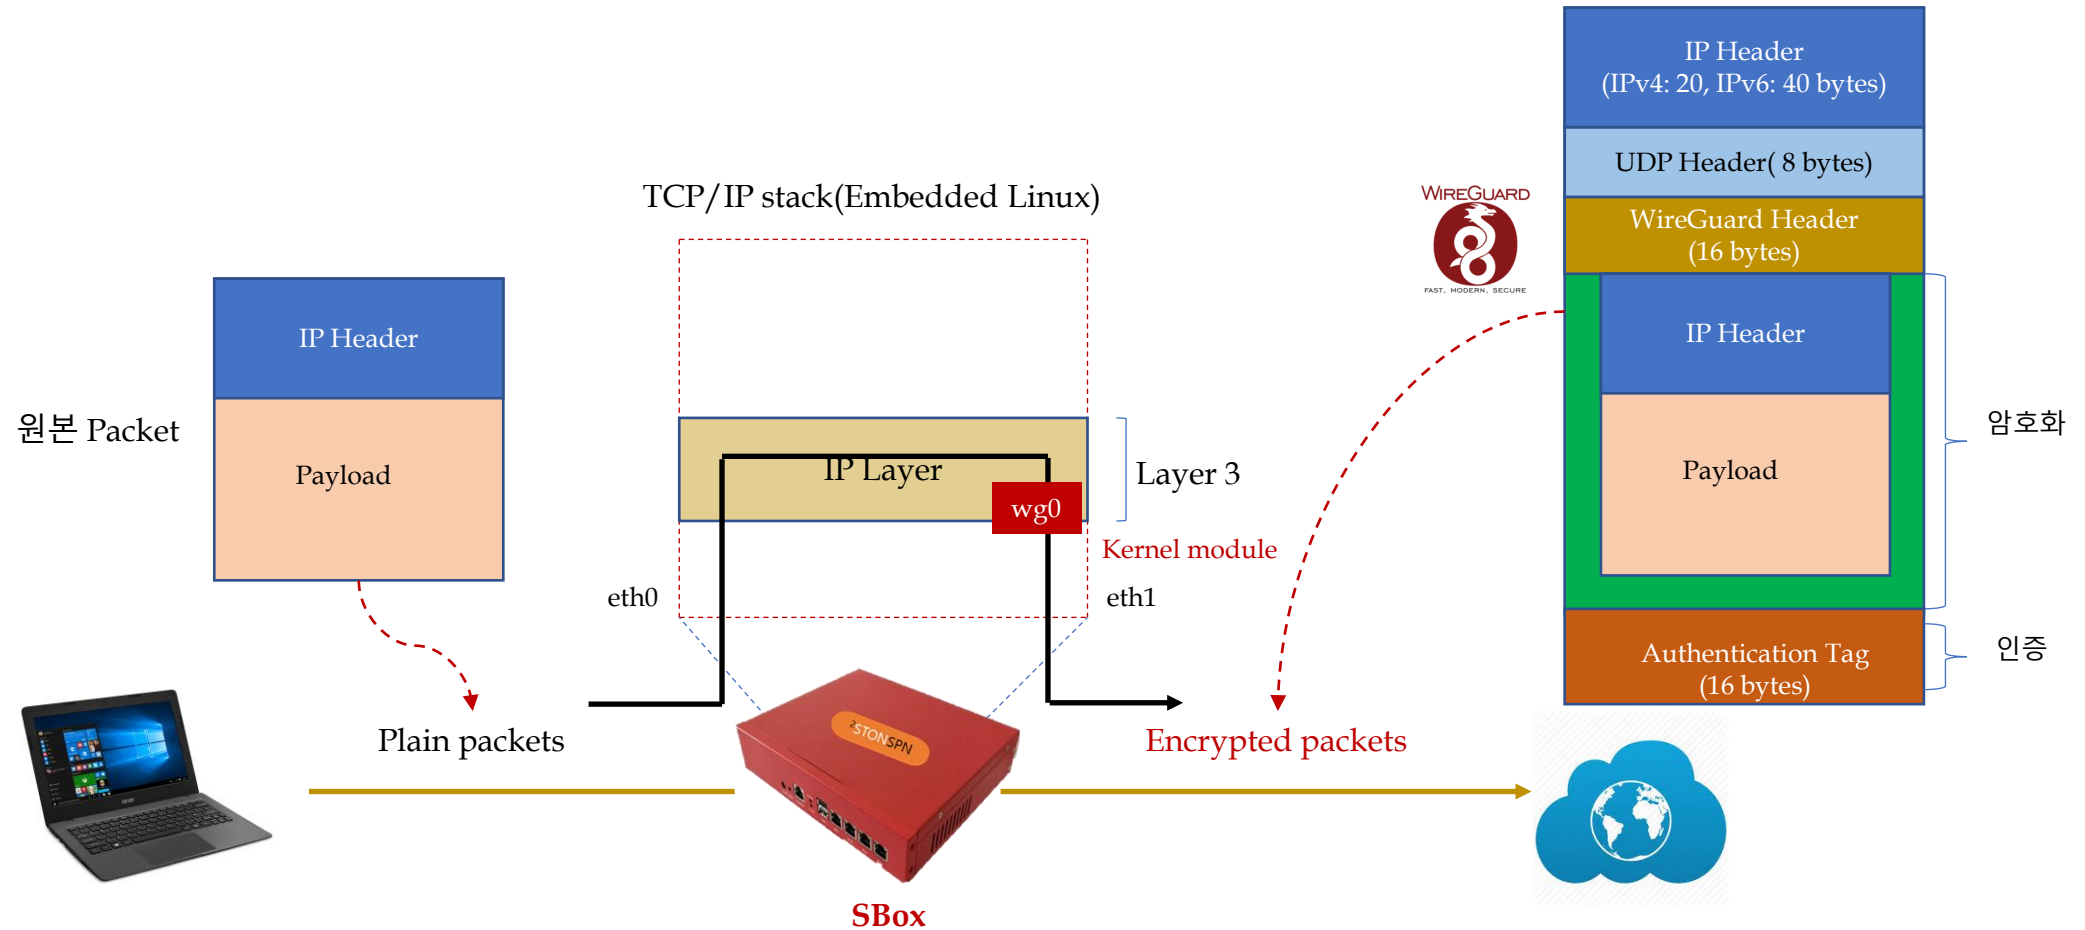 IP Header
(IPv4: 20, IPv6: 40 bytes)
UDP Header( 8 bytes)
WireGuard Header
(16 bytes)
IP Header
Payload
암호화
Authentication Tag
(16 bytes)
인증
WIREGUARD
FAST, MODERN, SECURE
TCP/IP stack(Embedded Linux)
IP Layer
Layer 3
wg0
Kernel module
eth0
eth1
IP Header
원본 Packet
Payload
Plain packets
Encrypted packets
2STONSPN
SBox